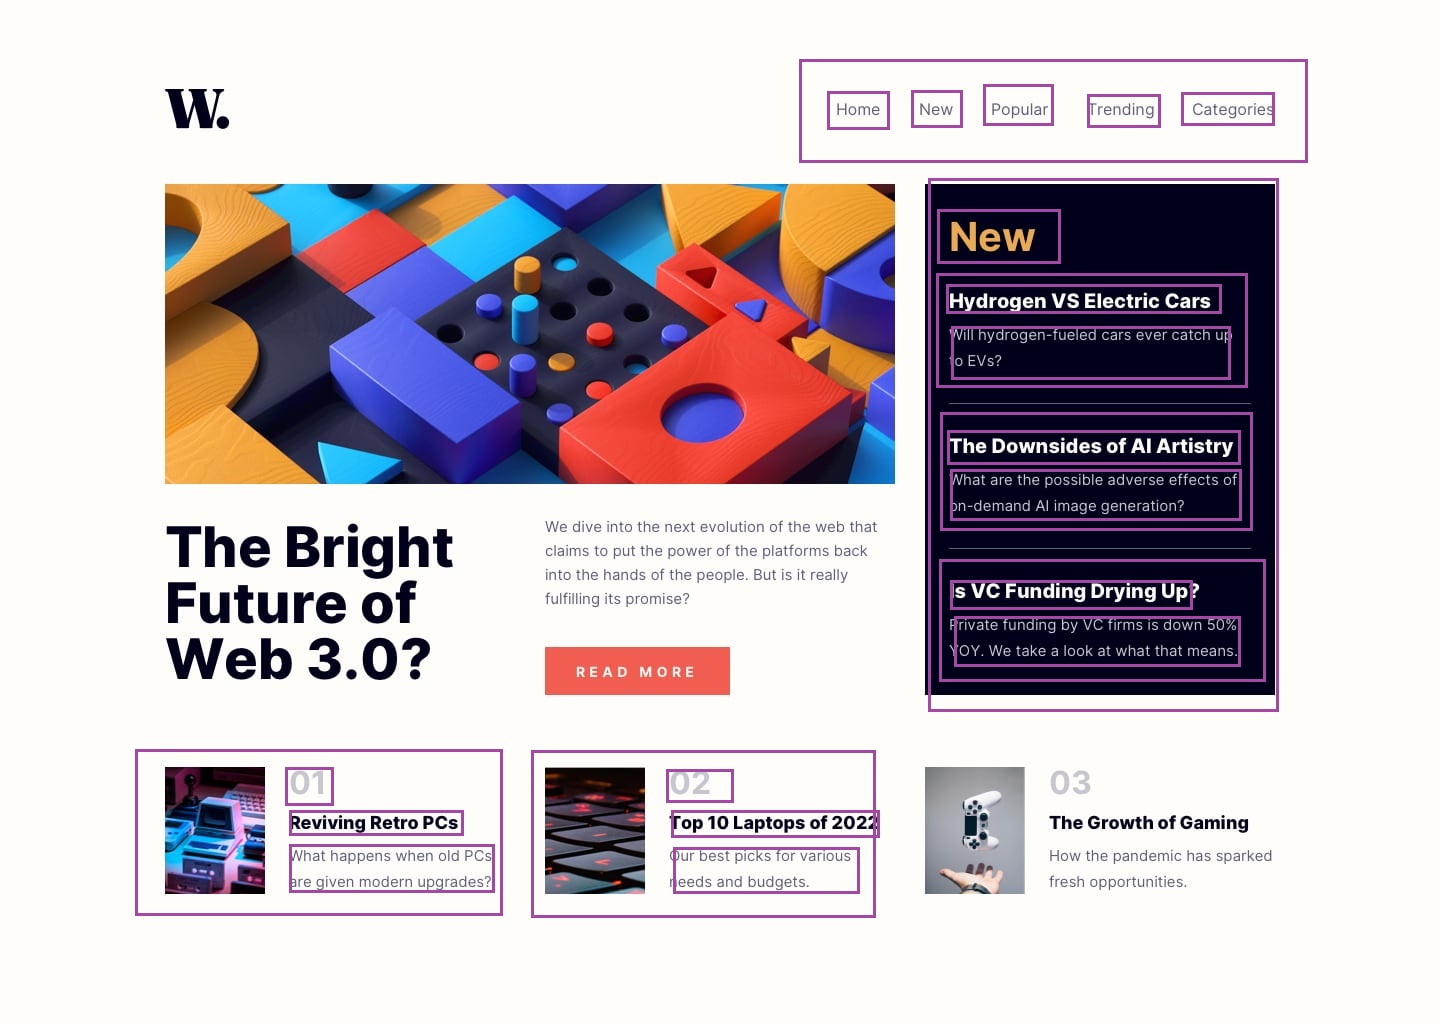 W.
Home New Popular Trending Categories
New
Hydrogen VS Electric Cars
Will hydrogen-fueled cars ever catch up
to EVs?
The Downsides of AI Artistry
What are the possible adverse effects of
on-demand AI image generation?
Is VC Funding Drying Up?
Private funding by VC firms is down 50%
YOY. We take a look at what that means.
The Bright
Future of
Web 3.0?
We dive into the next evolution of the web that
claims to put the power of the platforms back
into the hands of the people. But is it really
fulfilling its promise?
READ MORE
01
Reviving Retro PCs
What happens when old PCs
are given modern upgrades?
02
Top 10 Laptops of 2022
Our best picks for various
needs and budgets.
03
The Growth of Gaming
How the pandemic has sparked
fresh opportunities.